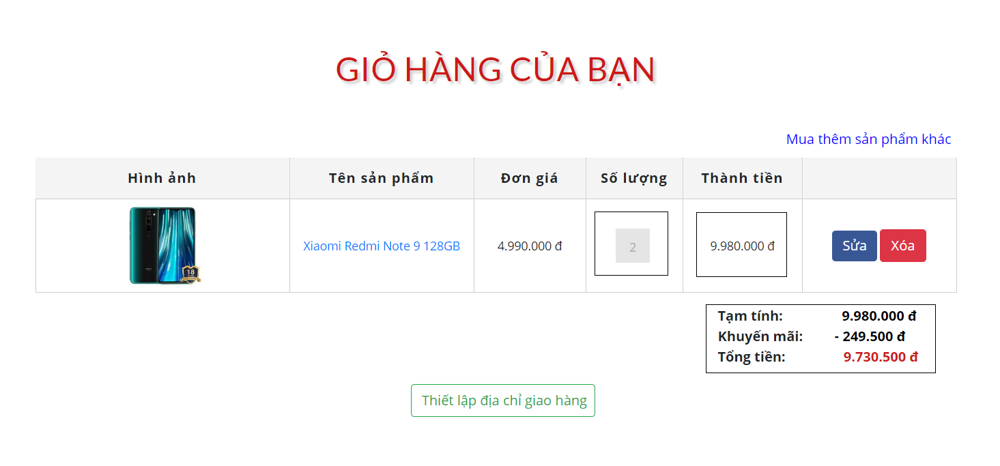 GIỎ HÀNG CỦA BẠN
Mua thêm sản phẩm khác
Hình ảnh Tên sản phẩm Đơn giá Số lượng Thành tiền
18
Xiaomi Redmi Note 9 128GB 4.990.000 đ 2 9.980.000 đ Sửa Xóa
Tạm tính: 9.980.000 đ
Khuyến mãi: - 249.500 đ
Tổng tiền: 9.730.500 đ
Thiết lập địa chỉ giao hàng